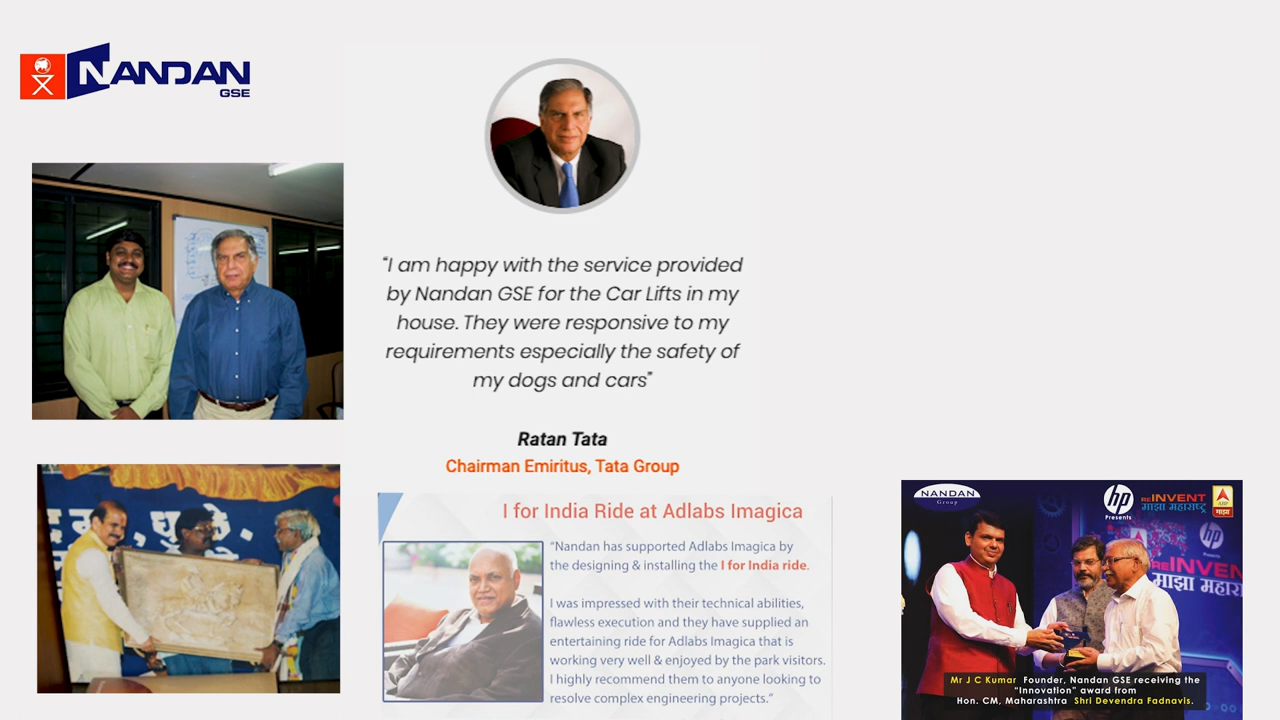 NANDAN
GSE
"I am happy with the service provided
by Nandan GSE for the Car Lifts in my
house. They were responsive to my
requirements especially the safety of
my dogs and cars"
Ratan Tata
Chairman Emiritus, Tata Group
I for India Ride at Adlabs Imagica
"Nandan has supported Adlabs Imagica by
the designing & installing the I for India ride.
I was impressed with their technical abilities,
flawless execution and they have supplied an
entertaining ride for Adlabs Imagica that is
working very well & enjoyed by the park visitors.
I highly recommend them to anyone looking to
resolve complex engineering projects."
NANDAN
Group
hp
Presents
REINVENT
माझा महाराष्ट्र
ABP
माझा
hp
REINVEN
माझा महार
Mr J C Kumar Founder, Nandan GSE receiving the
"Innovation" award from
Hon. CM, Maharashtra Shri Devendra Fadnavis.